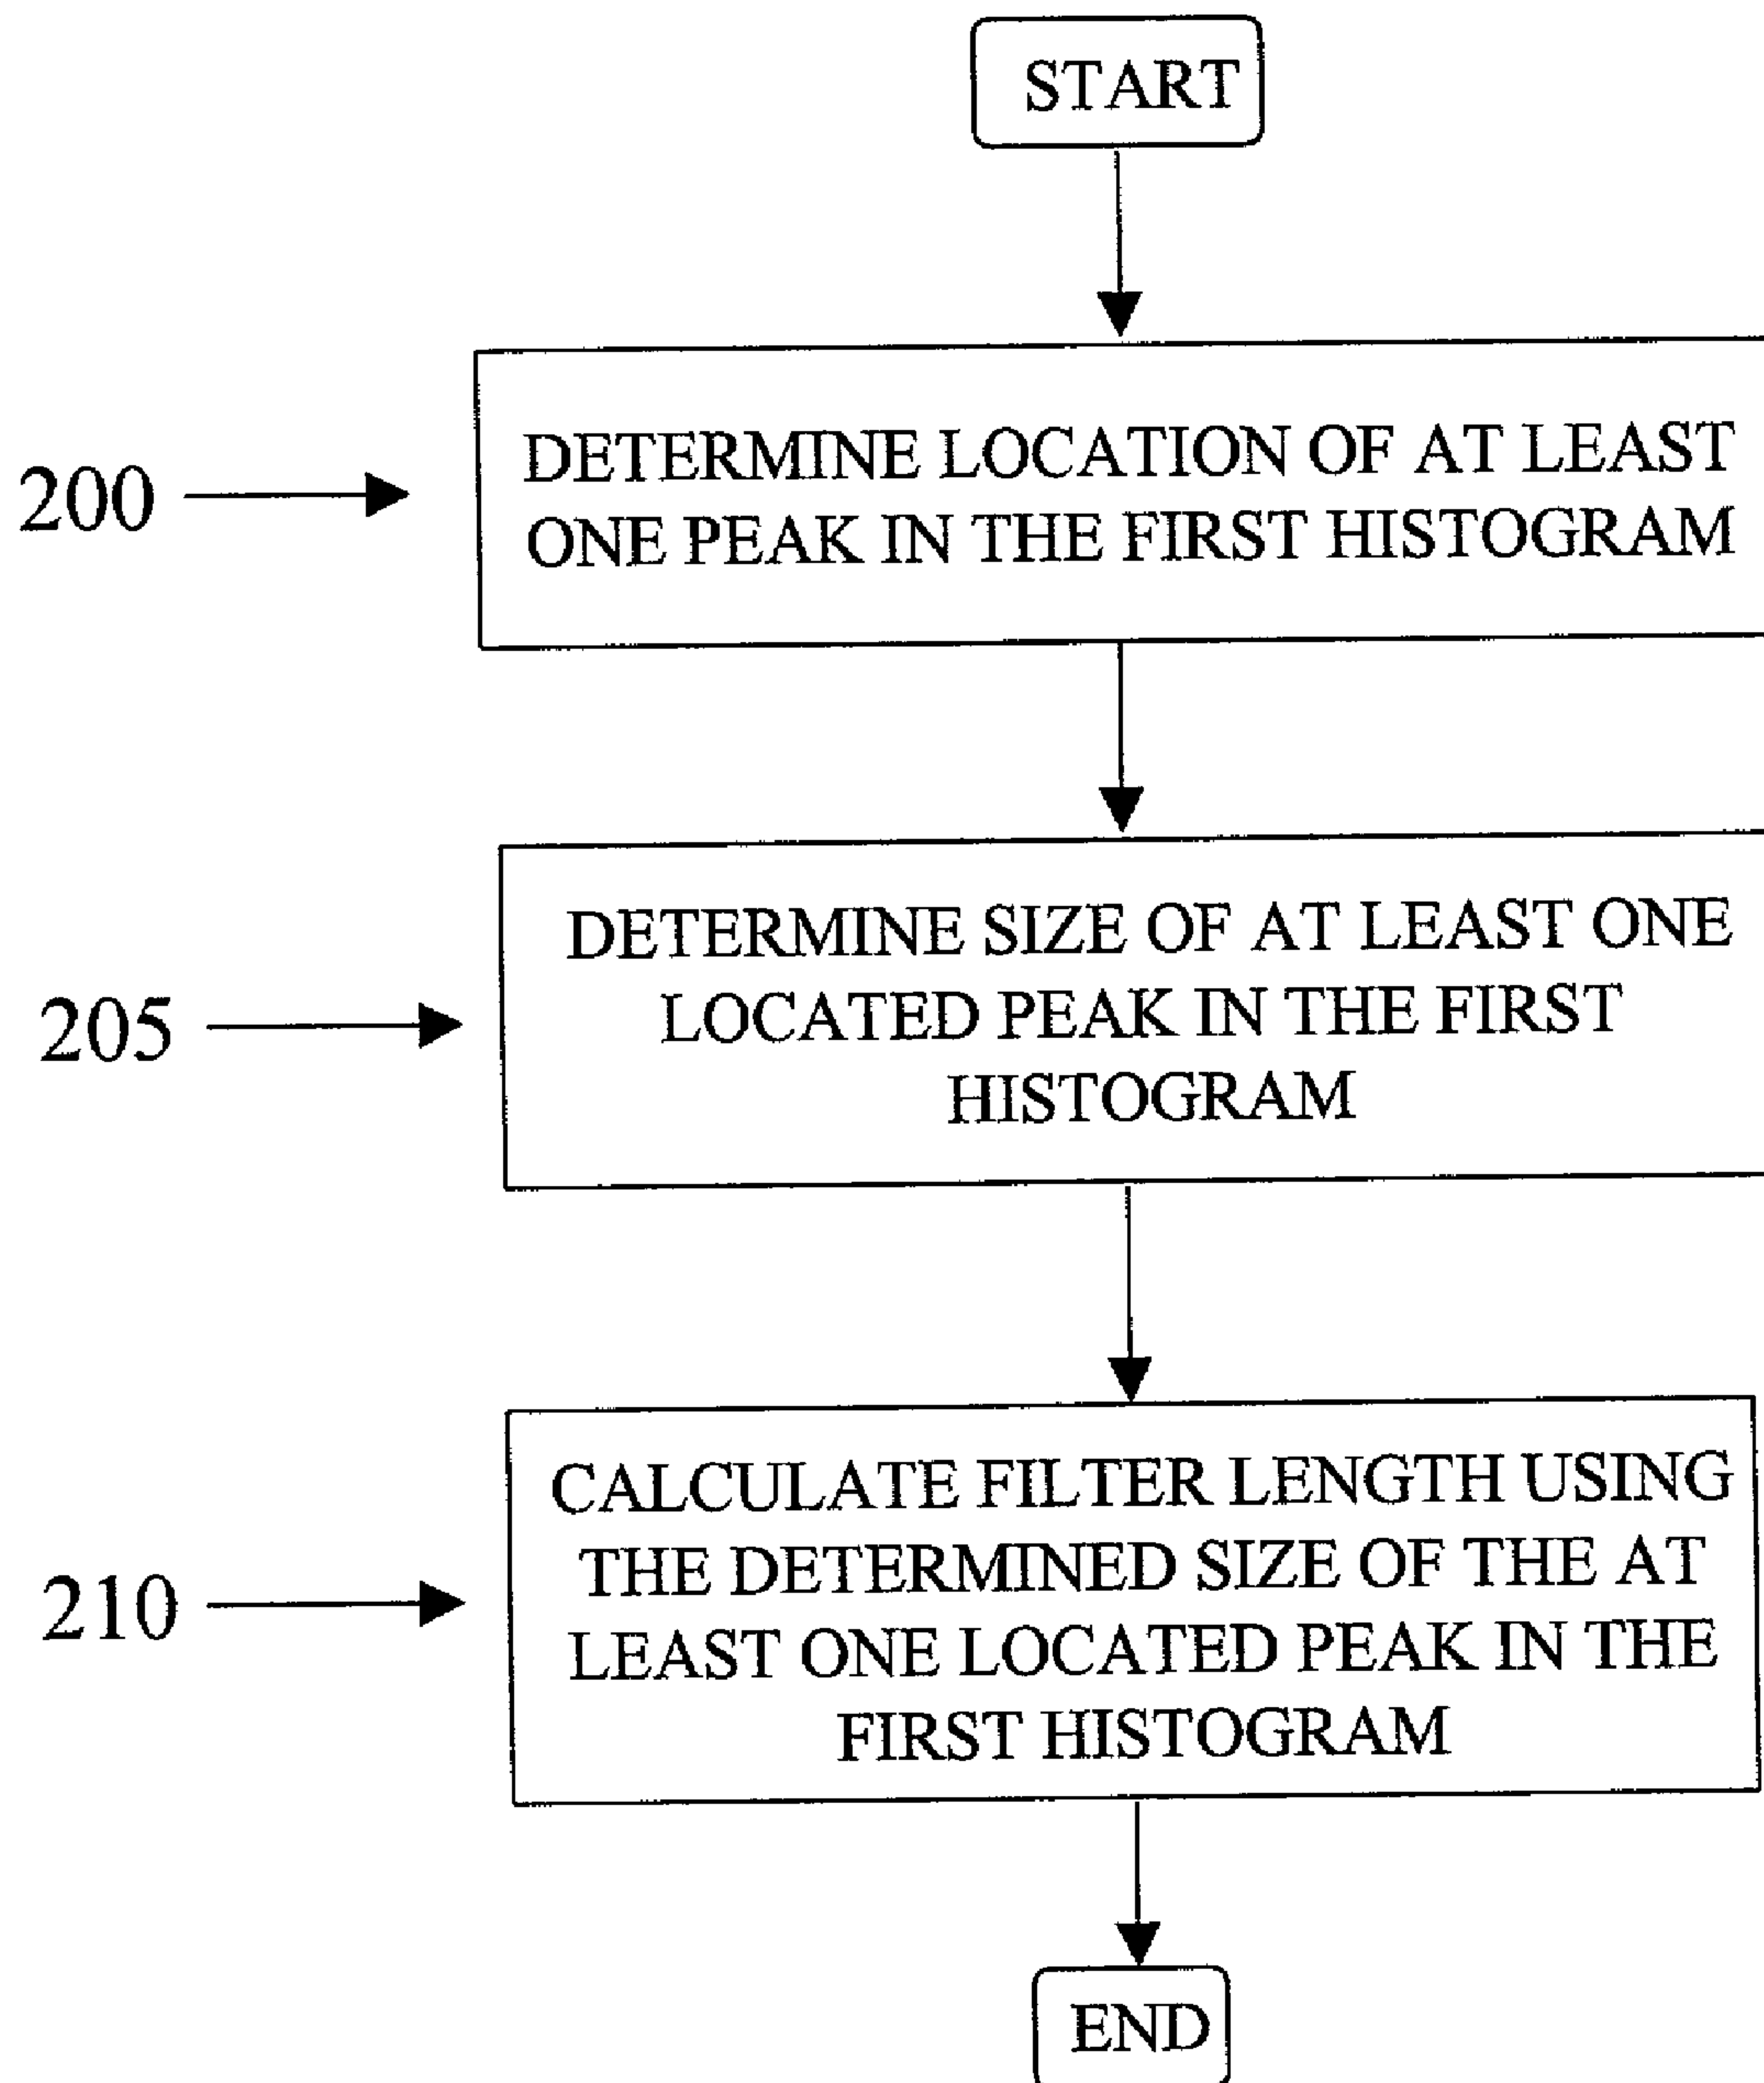 START
200
DETERMINE LOCATION OF AT LEAST
ONE PEAK IN THE FIRST HISTOGRAM
205
DETERMINE SIZE OF AT LEAST ONE
LOCATED PEAK IN THE FIRST
HISTOGRAM
210
CALCULATE FILTER LENGTH USING
THE DETERMINED SIZE OF THE AT
LEAST ONE LOCATED PEAK IN THE
FIRST HISTOGRAM
END